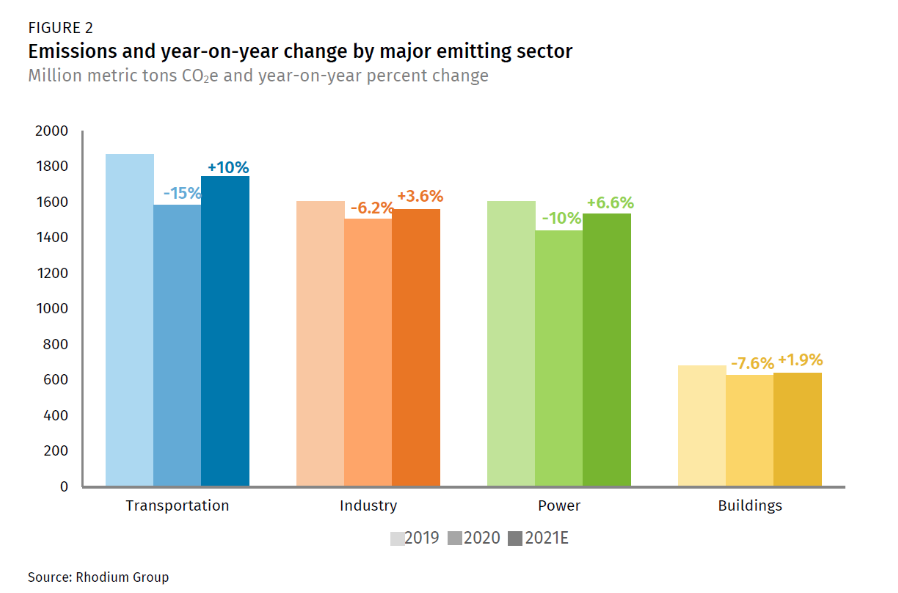 FIGURE 2
Emissions and year-on-year change by major emitting sector
Million metric tons CO₂e and year-on-year percent change
2000
1800
1600
1400
1200
1000
800
600
400
200
0
-15%
+10%
-6.2%
+3.6%
-10%
+6.6%
-7.6%
+1.9%
Transportation
Industry
Power
Buildings
2019 2020 2021E
Source: Rhodium Group